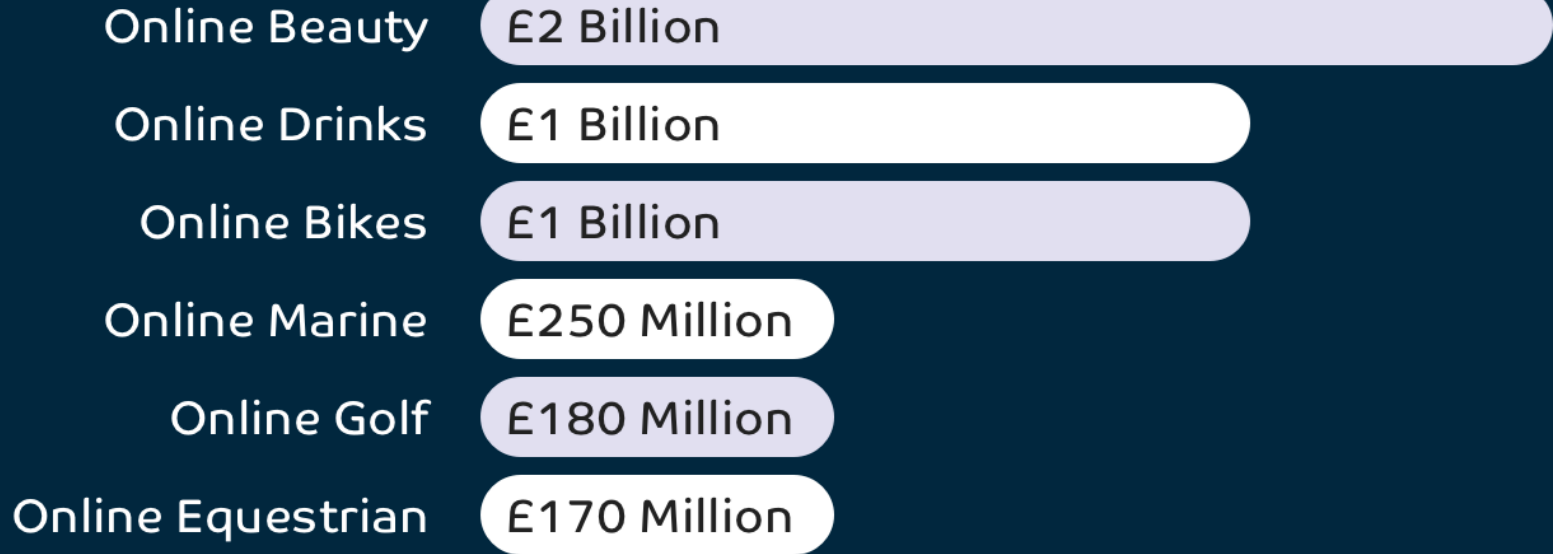 Online Beauty £2 Billion
Online Drinks £1 Billion
Online Bikes £1 Billion
Online Marine £250 Million
Online Golf £180 Million
Online Equestrian £170 Million